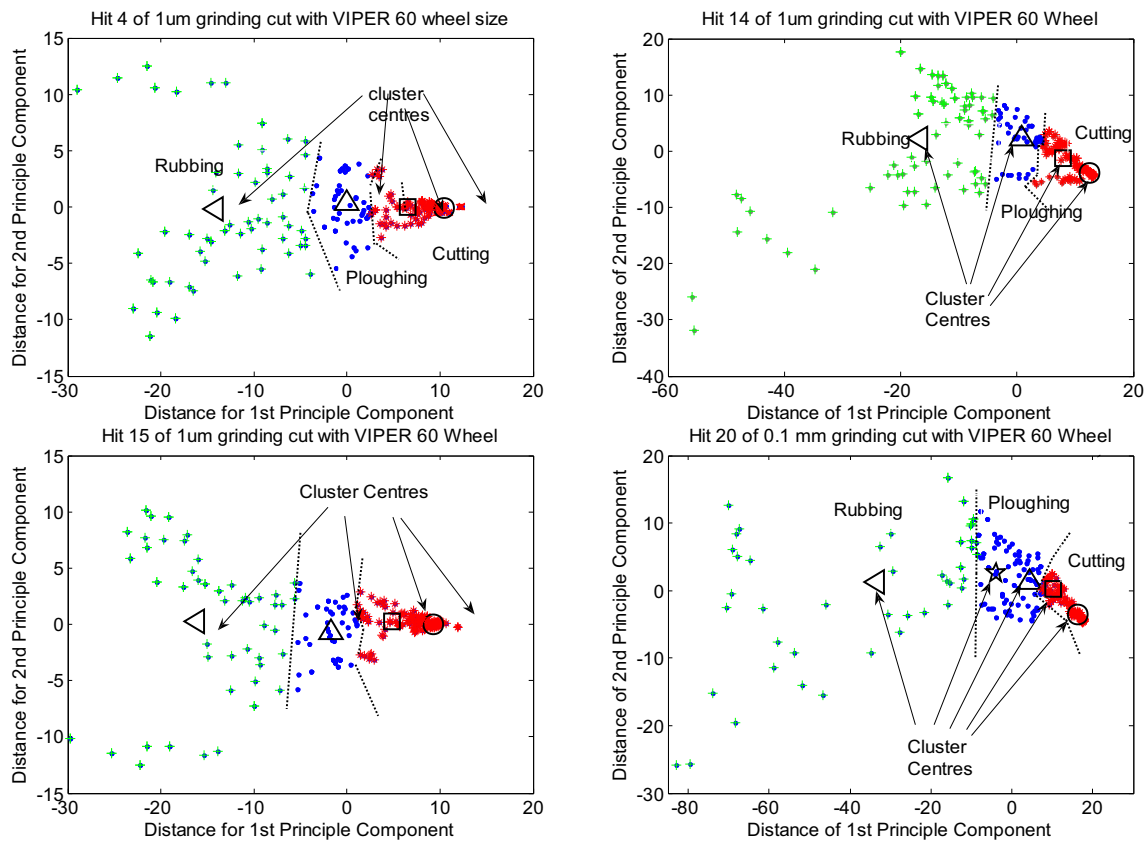 Hit 4 of 1um grinding cut with VIPER 60 wheel size
15
10
5
0
-5
-10
-15
-30
-20
-10
0
10
20
Distance for 2nd Principle Component
Distance for 1st Principle Component
cluster
centres
Rubbing
Ploughing
Cutting
Hit 14 of 1um grinding cut with VIPER 60 Wheel
20
10
0
-10
-20
-30
-40
-60
-40
-20
0
20
Distance of 2nd Principle Component
Distance of 1st Principle Component
Rubbing
Cutting
Ploughing
Cluster
Centres
Hit 15 of 1um grinding cut with VIPER 60 Wheel
15
10
5
0
-5
-10
-15
-30
-20
-10
0
10
20
Distance for 2nd Principle Component
Distance for 1st Principle Component
Cluster Centres
Hit 20 of 0.1 mm grinding cut with VIPER 60 Wheel
20
10
0
-10
-20
-30
-80
-60
-40
-20
0
20
Distance of 2nd Principle Component
Distance of 1st Principle Component
Rubbing
Ploughing
Cutting
Cluster
Centres